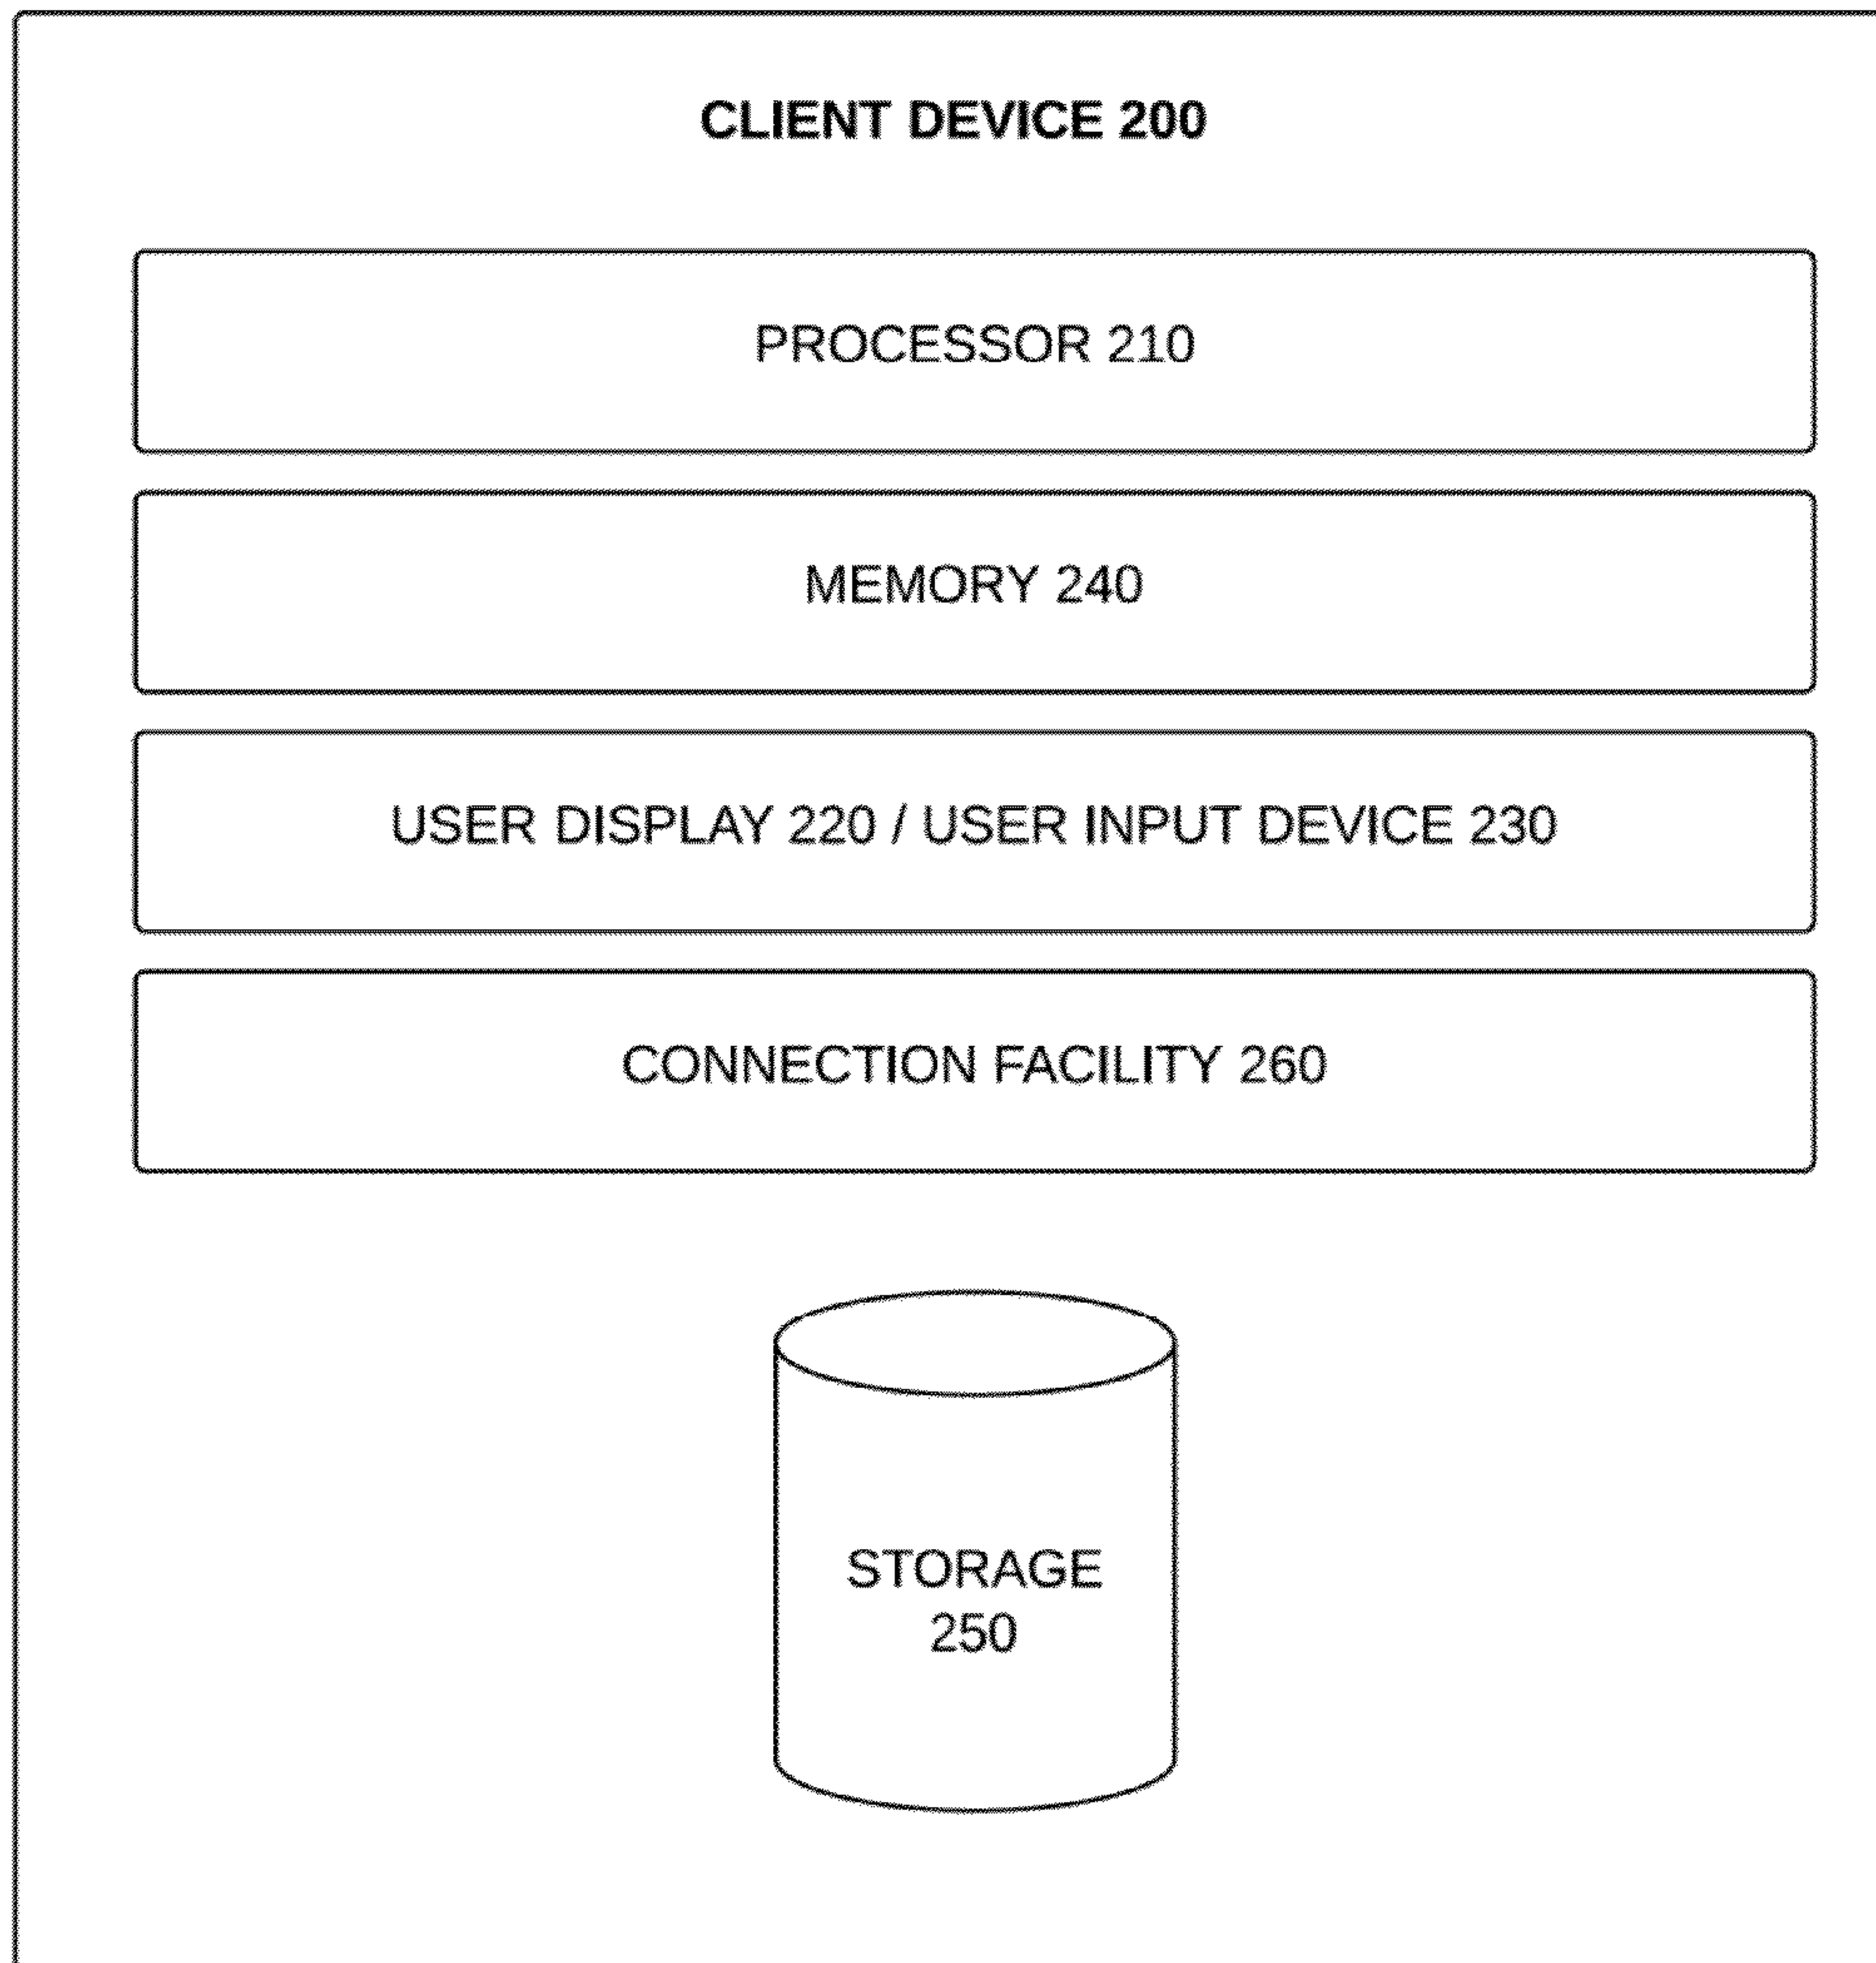 CLIENT DEVICE 200
PROCESSOR 210
MEMORY 240
USER DISPLAY 220 / USER INPUT DEVICE 230
CONNECTION FACILITY 260
STORAGE
250